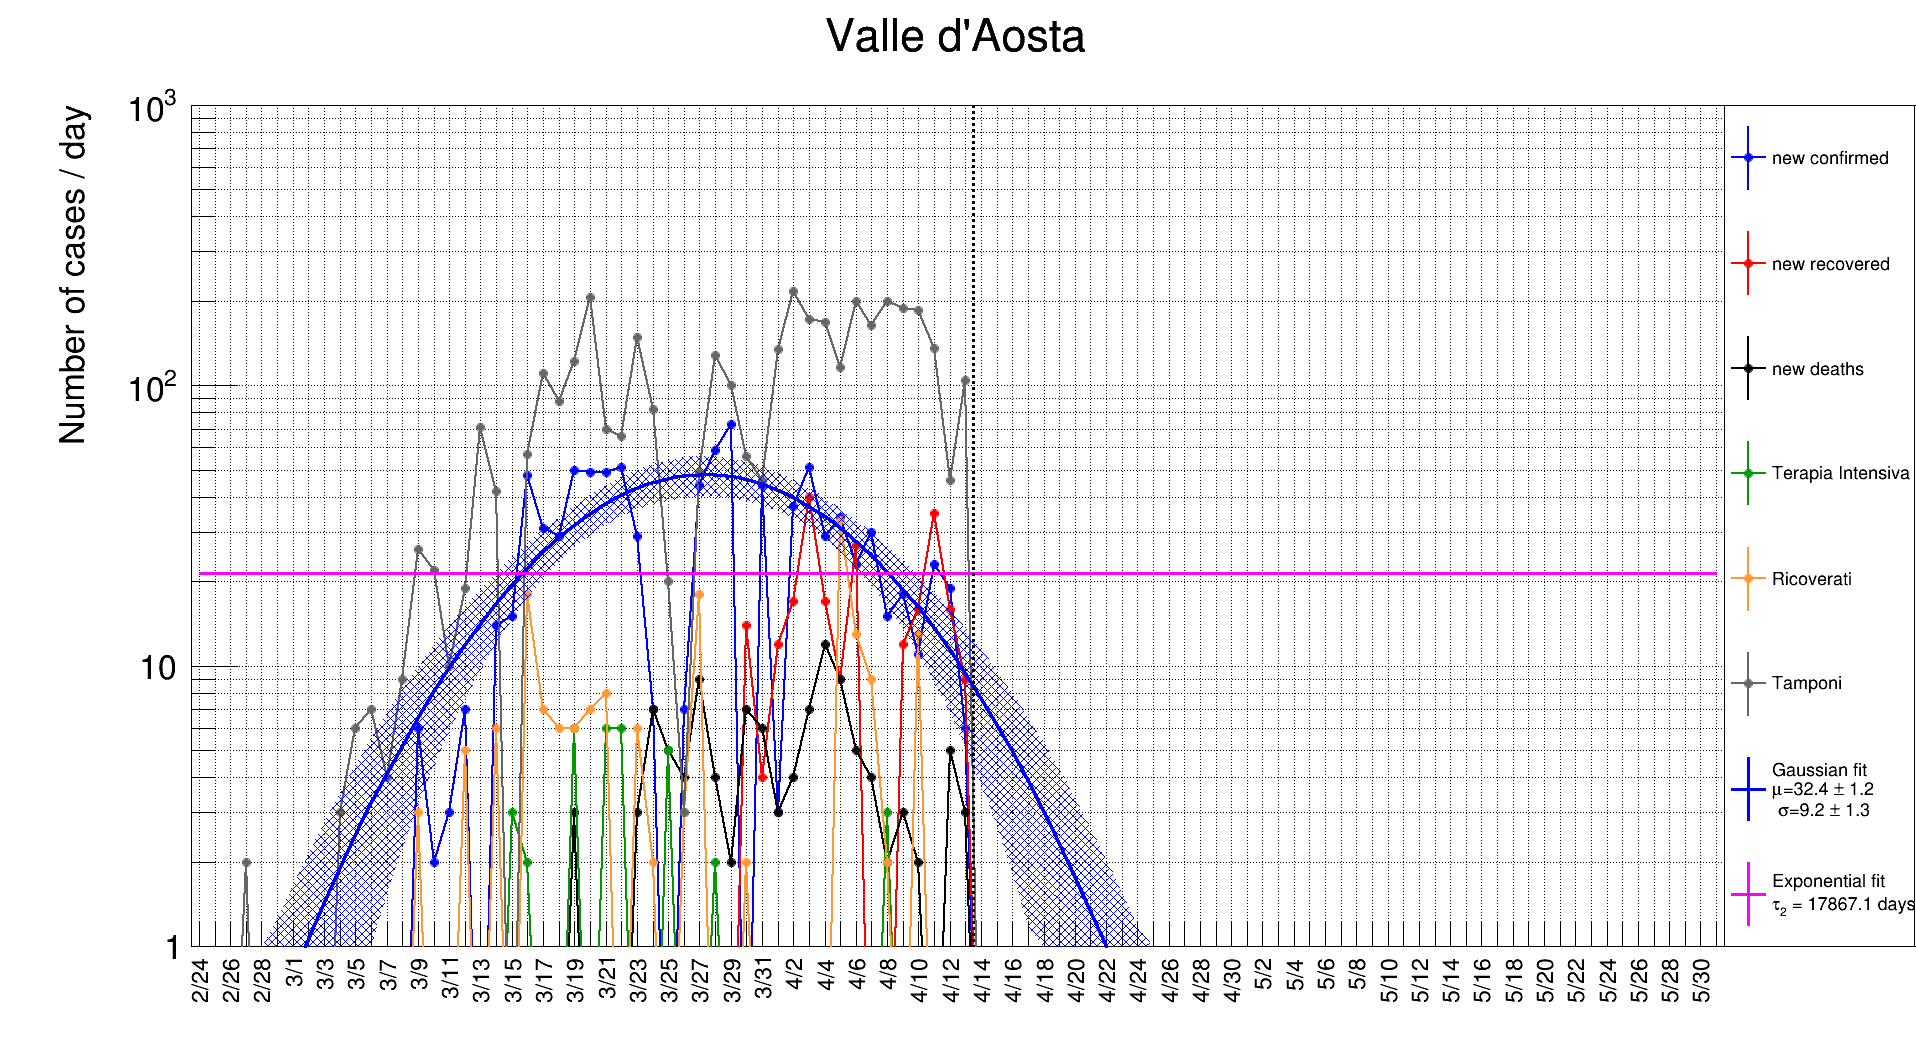 Valle d'Aosta
Number of cases / day
10³
10²
10
1
2/24 2/26 2/28 3/1 3/3 3/5 3/7 3/9 3/11 3/13 3/15 3/17 3/19 3/21 3/23 3/25 3/27 3/29 3/31 4/2 4/4 4/6 4/8 4/10 4/12 4/14 4/16 4/18 4/20 4/22 4/24 4/26 4/28 4/30 5/2 5/4 5/6 5/8 5/10 5/12 5/14 5/16 5/18 5/20 5/22 5/24 5/26 5/28 5/30
new confirmed
new recovered
new deaths
Terapia Intensiva
Ricoverati
Tamponi
Gaussian fit
μ=32.4 ± 1.2
σ=9.2 ± 1.3
Exponential fit
τ₂ = 17867.1 days